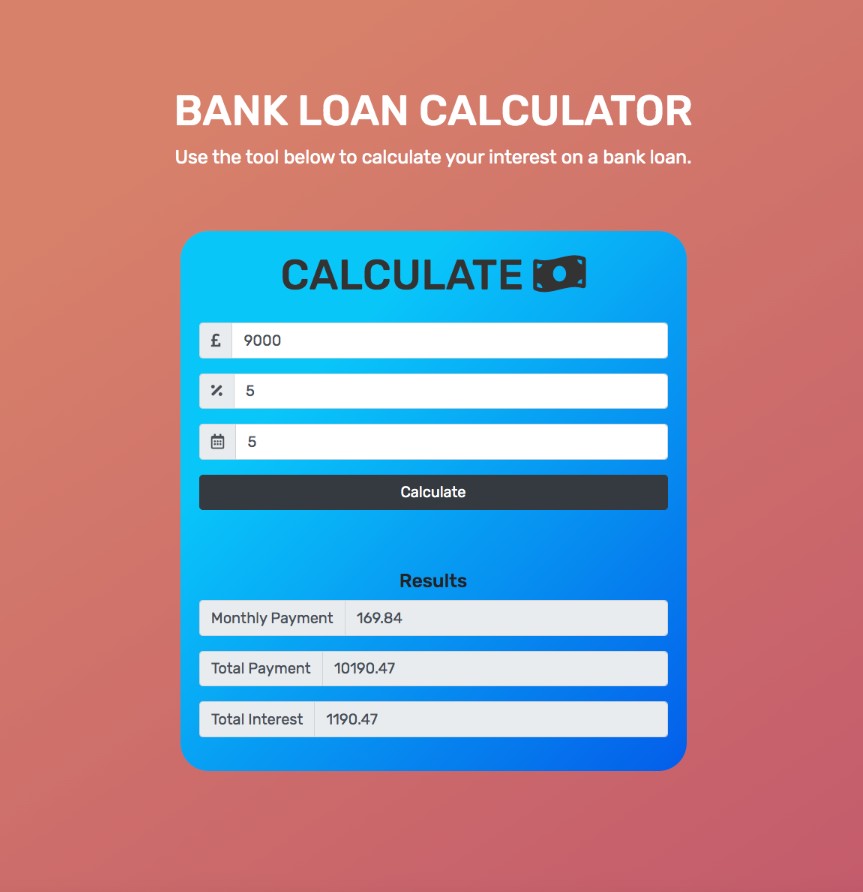 BANK LOAN CALCULATOR
Use the tool below to calculate your interest on a bank loan.
CALCULATE
£ 9000
% 5
5
Calculate
Results
Monthly Payment 169.84
Total Payment 10190.47
Total Interest 1190.47